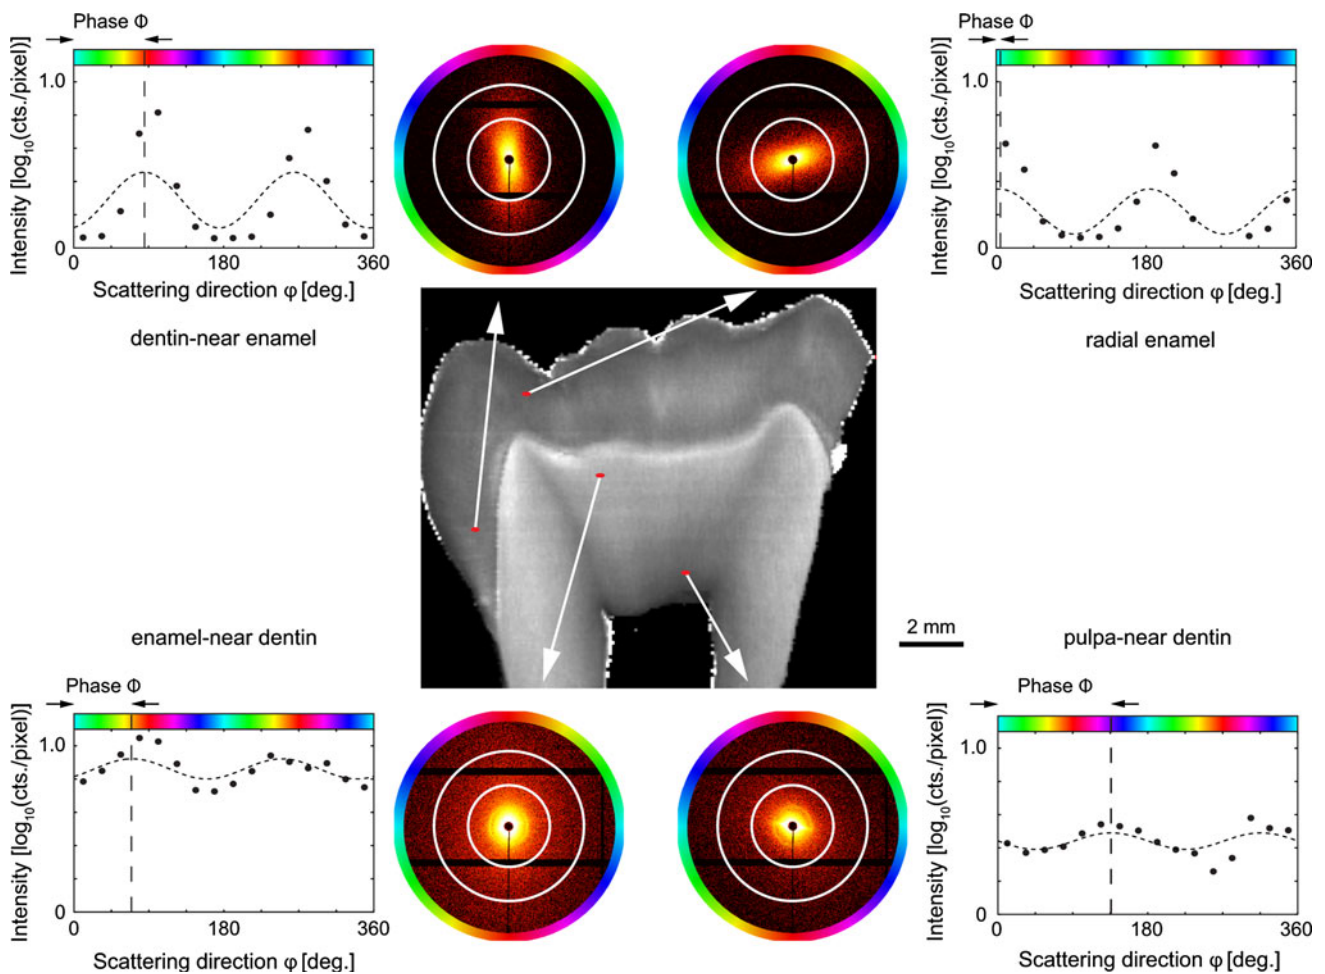 Phase Φ
Intensity [log10(cts./pixel)]
1.0
0
0
180
360
Scattering direction φ [deg.]
dentin-near enamel
Phase Φ
Intensity [log10(cts./pixel)]
1.0
0
0
180
360
Scattering direction φ [deg.]
radial enamel
2 mm
enamel-near dentin
Phase Φ
Intensity [log10(cts./pixel)]
1.0
0
0
180
360
Scattering direction φ [deg.]
pulpa-near dentin
Phase Φ
Intensity [log10(cts./pixel)]
1.0
0
0
180
360
Scattering direction φ [deg.]